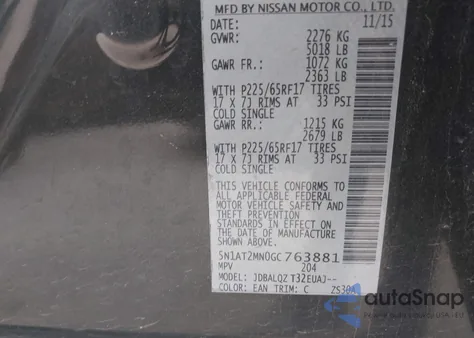 MFD BY NISSAN MOTOR CO., LTD.
DATE: 11/15
GVWR: 2276 KG
5018 LB
GAWR FR.: 1072 KG
2363 LB
WITH P225/65RF17 TIRES
17 X 7J RIMS AT 33 PSI
COLD SINGLE
GAWR RR.: 1215 KG
2679 LB
WITH P225/65RF17 TIRES
17 X 7J RIMS AT 33 PSI
COLD SINGLE
THIS VEHICLE CONFORMS TO
ALL APPLICABLE FEDERAL
MOTOR VEHICLE SAFETY AND
THEFT PREVENTION
STANDARDS IN EFFECT ON
THE DATE OF MANUFACTURE
SHOWN ABOVE.
5N1AT2MN0GC763881
MPV 204
MODEL: JDBALQZ T32EUAJ--
COLOR: EAN TRIM: C
autoSnap